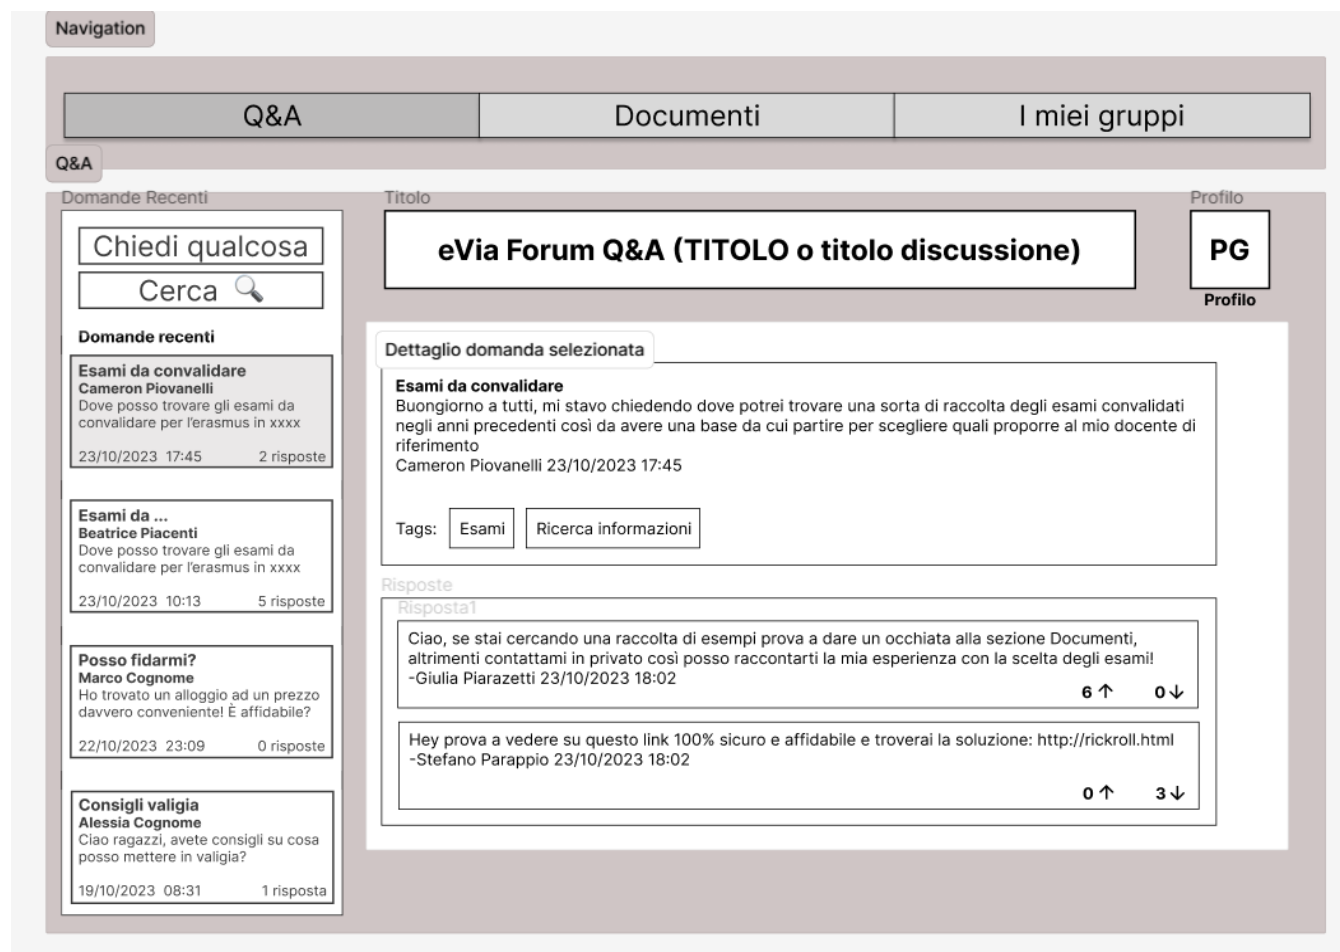 Navigation
Q&A
Documenti
I miei gruppi
Q&A
Domande Recenti
Chiedi qualcosa
Cerca 🔍
Domande recenti
Esami da convalidare
Cameron Piovanelli
Dove posso trovare gli esami da
convalidare per l'erasmus in xxxx
23/10/2023 17:45
2 risposte
Esami da ...
Beatrice Piacenti
Dove posso trovare gli esami da
convalidare per l'erasmus in xxxx
23/10/2023 10:13
5 risposte
Posso fidarmi?
Marco Cognome
Ho trovato un alloggio ad un prezzo
davvero conveniente! È affidabile?
22/10/2023 23:09
0 risposte
Consigli valigia
Alessia Cognome
Ciao ragazzi, avete consigli su cosa
posso mettere in valigia?
19/10/2023 08:31
1 risposta
Titolo
eVia Forum Q&A (TITOLO o titolo discussione)
Profilo
PG
Profilo
Dettaglio domanda selezionata
Esami da convalidare
Buongiorno a tutti, mi stavo chiedendo dove potrei trovare una sorta di raccolta degli esami convalidati
negli anni precedenti così da avere una base da cui partire per scegliere quali proporre al mio docente di
riferimento
Cameron Piovanelli 23/10/2023 17:45
Tags:
Esami
Ricerca informazioni
Risposte
Risposta1
Ciao, se stai cercando una raccolta di esempi prova a dare un occhiata alla sezione Documenti,
altrimenti contattami in privato così posso raccontarti la mia esperienza con la scelta degli esami!
-Giulia Piarazetti 23/10/2023 18:02
6 ↑ 0 ↓
Hey prova a vedere su questo link 100% sicuro e affidabile e troverai la soluzione: http://rickroll.html
-Stefano Parappio 23/10/2023 18:02
0 ↑ 3 ↓